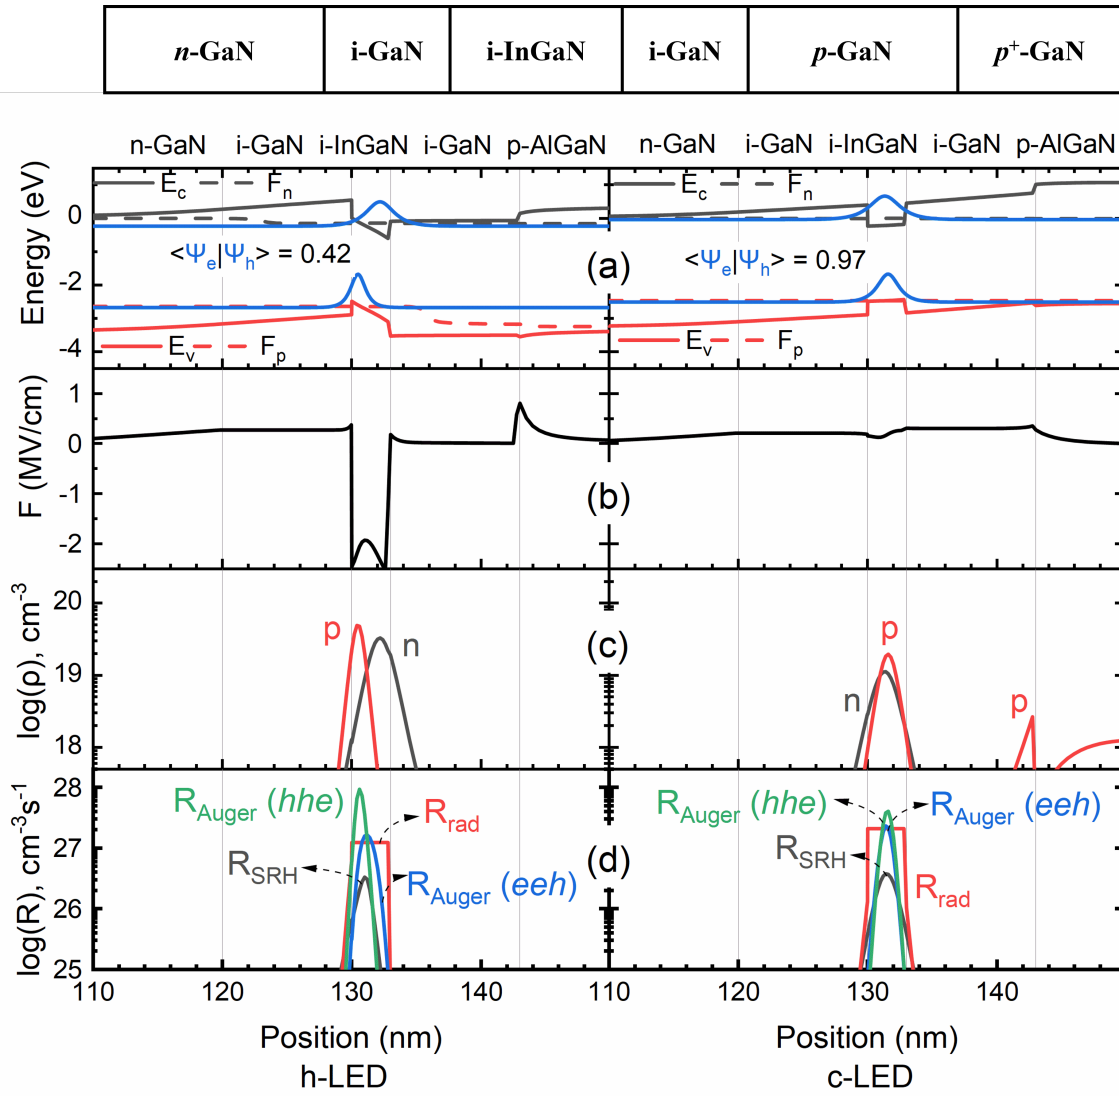 n-GaN i-GaN i-InGaN i-GaN p-GaN p⁺-GaN
n-GaN i-GaN i-InGaN i-GaN p-AlGaN n-GaN i-GaN i-InGaN i-GaN p-AlGaN
Energy (eV)
0
-2
-4
E_c F_n
<Ψ_e|Ψ_h> = 0.42
E_v F_p
(a)
E_c F_n
<Ψ_e|Ψ_h> = 0.97
E_v F_p
F (MV/cm)
1
0
-1
-2
(b)
log(ρ), cm⁻³
20
19
18
p
n
(c)
p
n
p
log(R), cm⁻³s⁻¹
28
27
26
25
R_Auger (hhe)
R_rad
R_SRH
R_Auger (eeh)
(d)
R_Auger (hhe)
R_Auger (eeh)
R_SRH
R_rad
110 120 130 140 110 120 130 140
Position (nm) Position (nm)
h-LED c-LED